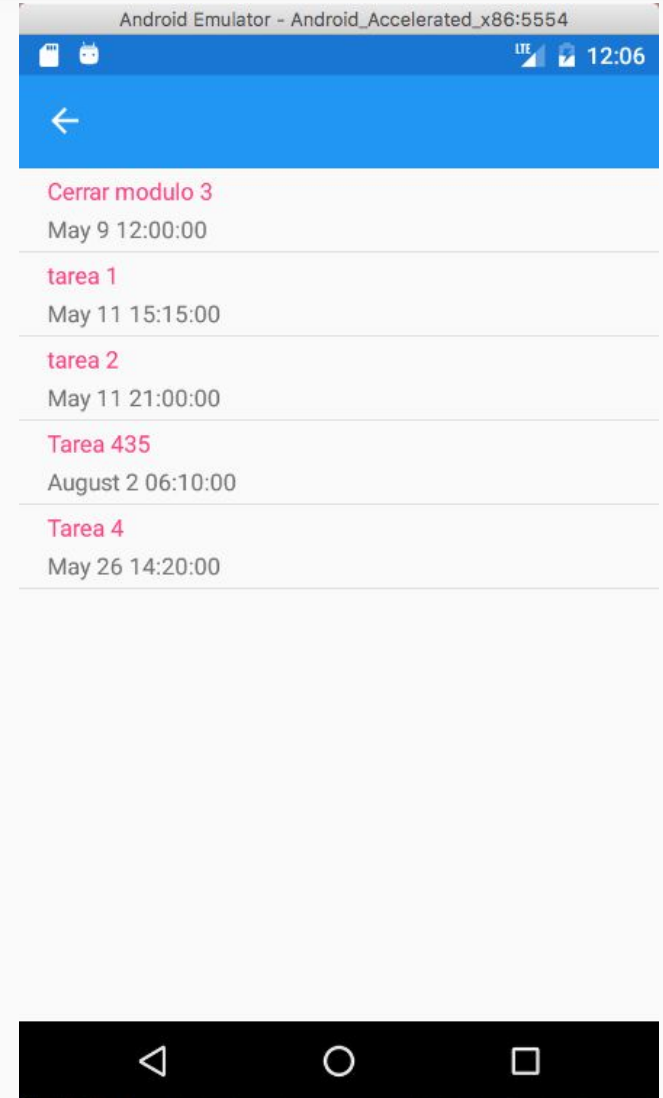 Android Emulator - Android_Accelerated_x86:5554
LTE 12:06
Cerrar modulo 3
May 9 12:00:00
tarea 1
May 11 15:15:00
tarea 2
May 11 21:00:00
Tarea 435
August 2 06:10:00
Tarea 4
May 26 14:20:00